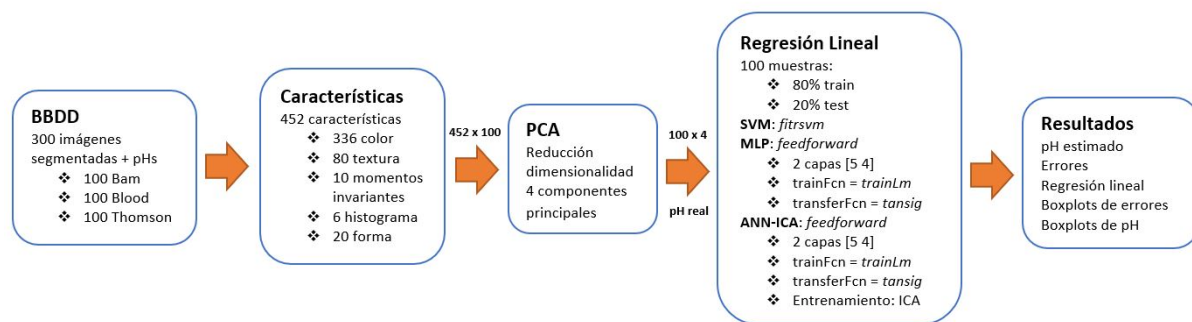 BBDD
300 imágenes
segmentadas + pHs
❖ 100 Bam
❖ 100 Blood
❖ 100 Thomson
Características
452 características
❖ 336 color
❖ 80 textura
❖ 10 momentos
invariantes
❖ 6 histograma
❖ 20 forma
452 x 100
PCA
Reducción
dimensionalidad
4 componentes
principales
100 x 4
pH real
Regresión Lineal
100 muestras:
❖ 80% train
❖ 20% test
SVM: fitrsvm
MLP: feedforward
❖ 2 capas [5 4]
❖ trainFcn = trainLm
❖ transferFcn = tansig
ANN-ICA: feedforward
❖ 2 capas [5 4]
❖ trainFcn = trainLm
❖ transferFcn = tansig
❖ Entrenamiento: ICA
Resultados
pH estimado
Errores
Regresión lineal
Boxplots de errores
Boxplots de pH